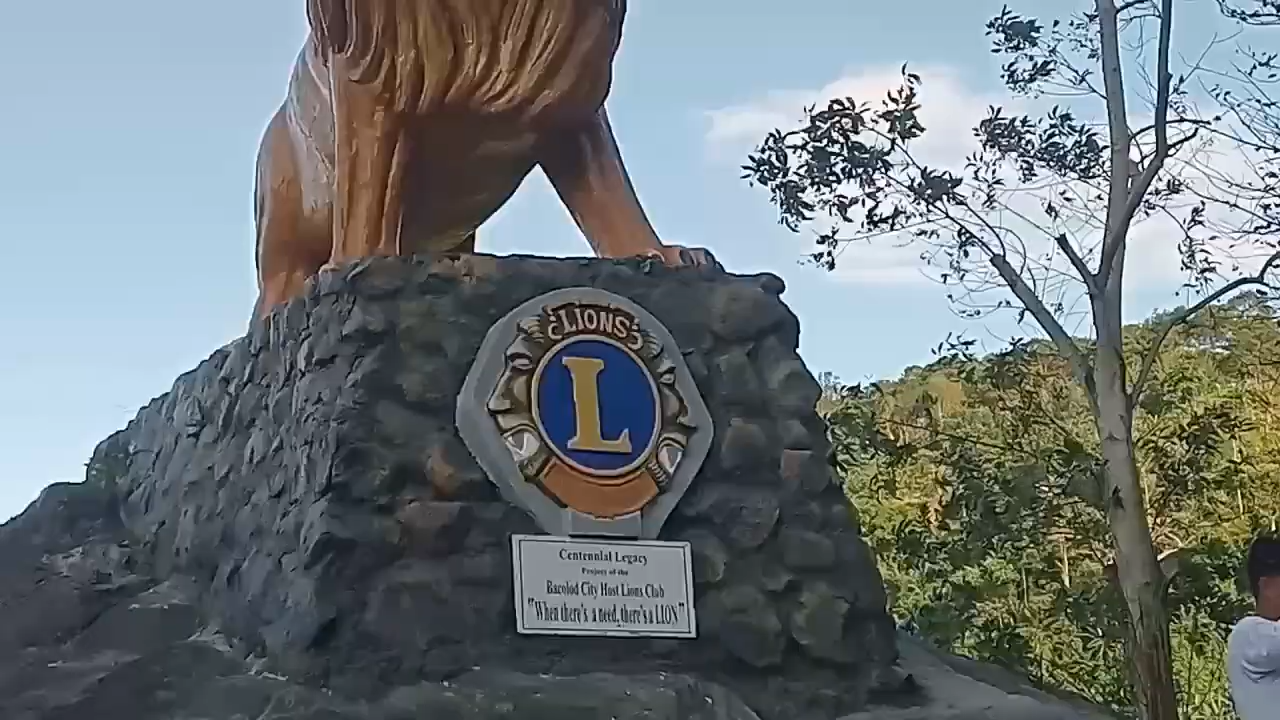 LIONS
L
Centennial Legacy
Project of the
Bacolod City Host Lions Club
"When there's a need, there's a LION"